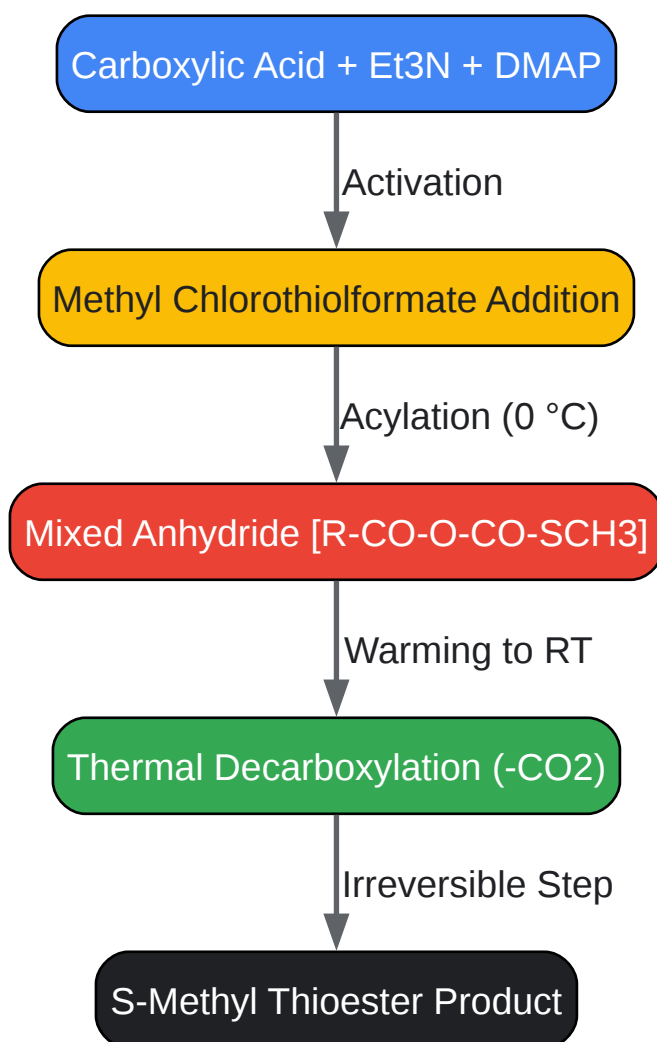 Carboxylic Acid + Et3N + DMAP
Activation
Methyl Chlorothiolformate Addition
Acylation (0 °C)
Mixed Anhydride [R-CO-O-CO-SCH3]
Warming to RT
Thermal Decarboxylation (-CO2)
Irreversible Step
S-Methyl Thioester Product